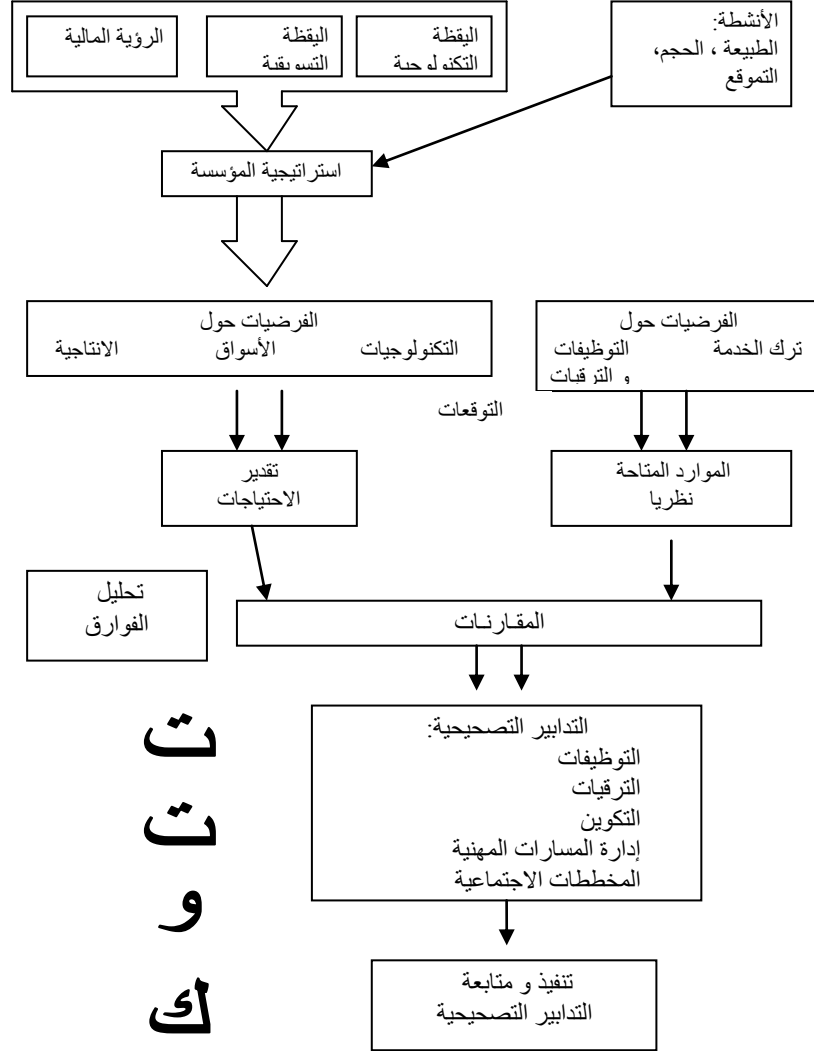 الأنشطة:
الطبيعة ، الحجم،
التموقع
اليقظة
التكنولوجية
اليقظة
التسويقية
الرؤية المالية
استراتيجية المؤسسة
الفرضيات حول
ترك الخدمة التوظيفات
و الترقيات
الفرضيات حول
التكنولوجيات الأسواق الانتاجية
التوقعات
الموارد المتاحة
نظريا
تقدير
الاحتياجات
تحليل
الفوارق
المقـارنـات
التدابير التصحيحية:
التوظيفات
الترقيات
التكوين
إدارة المسارات المهنية
المخططات الاجتماعية
تنفيذ و متابعة
التدابير التصحيحية
ت
ت
و
ك